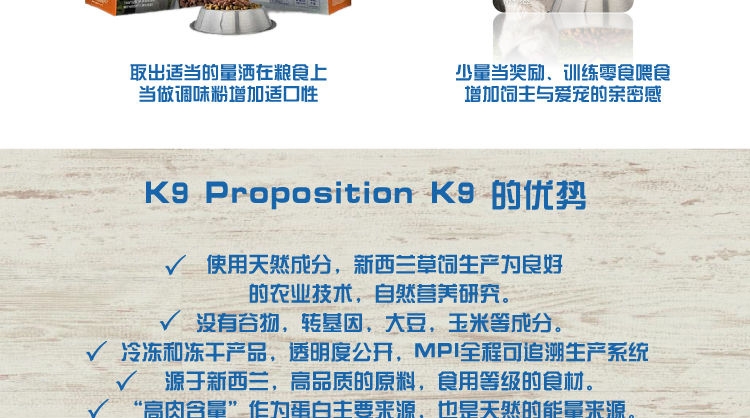 取出适当的量洒在粮食上
当做调味粉增加适口性
少量当奖励、训练零食喂食
增加饲主与爱宠的亲密感
K9 Proposition K9 的优势
✓ 使用天然成分，新西兰草饲生产为良好
的农业技术，自然营养研究。
✓ 没有谷物，转基因，大豆，玉米等成分。
✓ 冷冻和冻干产品，透明度公开，MPI全程可追溯生产系统
✓ 源于新西兰，高品质的原料，食用等级的食材。
✓ “高肉含量”作为蛋白主要来源，也是天然的能量来源。